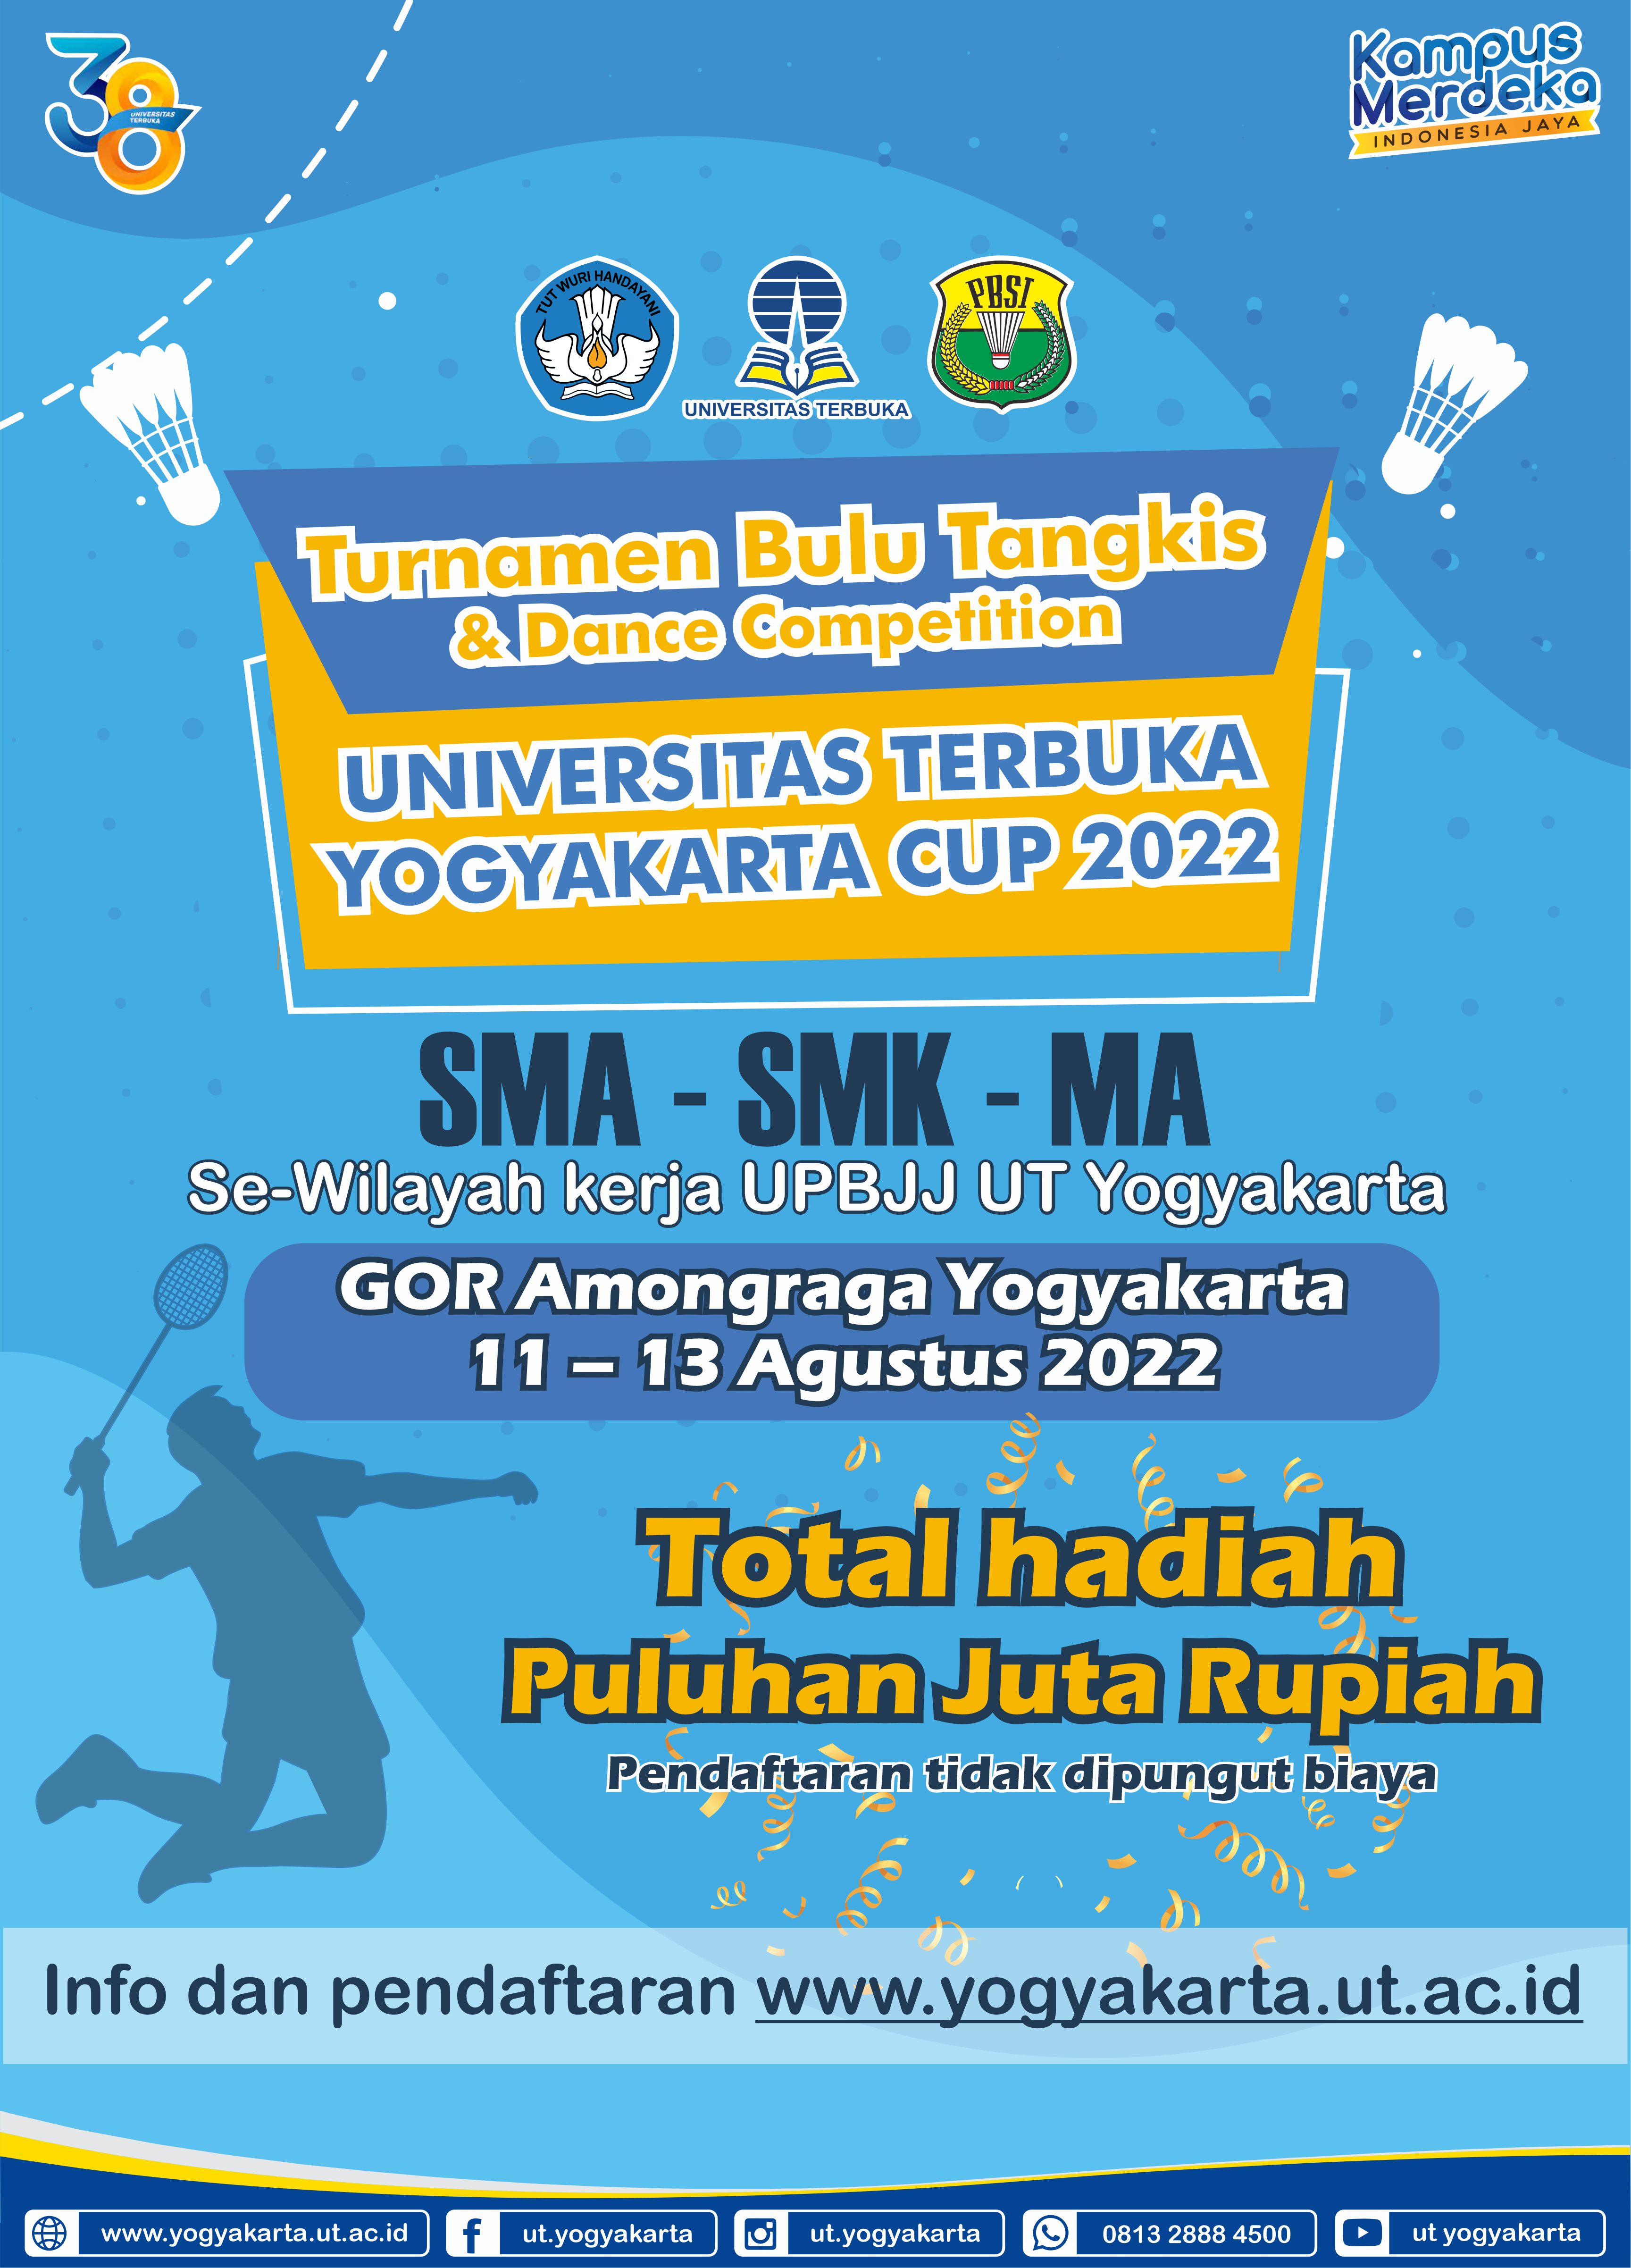 38
UNIVERSITAS
TERBUKA
Kampus
Merdeka
INDONESIA JAYA
TUT WURI HANDAYANI
UNIVERSITAS TERBUKA
PBSI
Turnamen Bulu Tangkis
& Dance Competition
UNIVERSITAS TERBUKA
YOGYAKARTA CUP 2022
SMA - SMK - MA
Se-Wilayah kerja UPBJJ UT Yogyakarta
GOR Amongraga Yogyakarta
11 – 13 Agustus 2022
Total hadiah
Puluhan Juta Rupiah
Pendaftaran tidak dipungut biaya
Info dan pendaftaran www.yogyakarta.ut.ac.id
www.yogyakarta.ut.ac.id
ut.yogyakarta
ut.yogyakarta
0813 2888 4500
ut yogyakarta